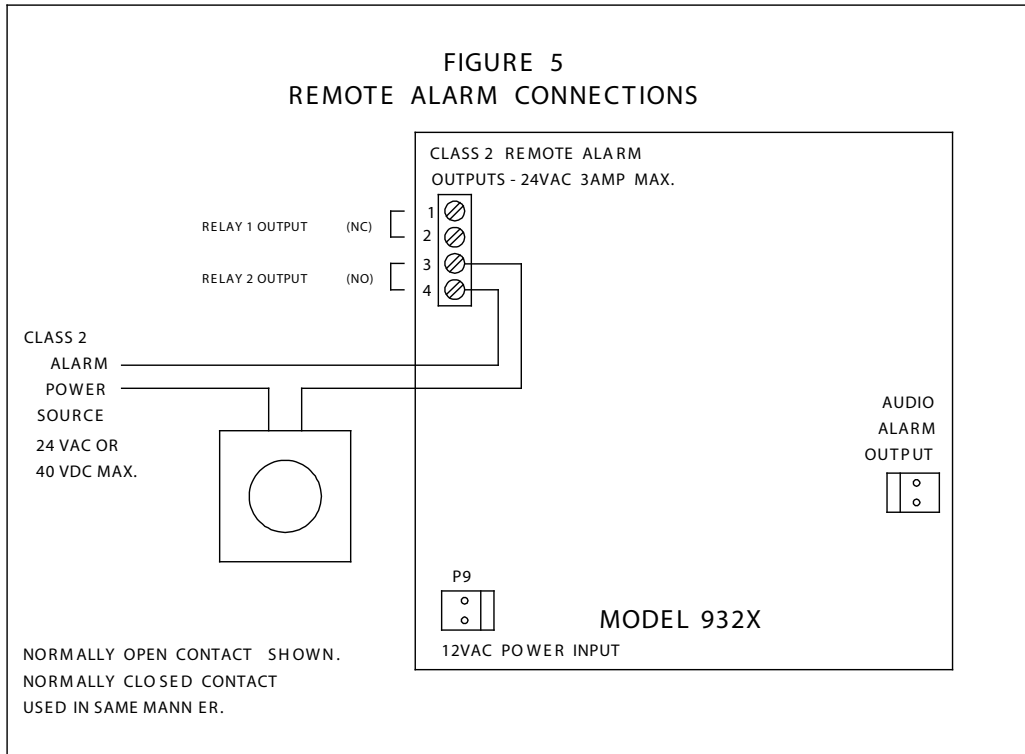 FIGURE 5
REMOTE ALARM CONNECTIONS
CLASS 2 REMOTE ALARM
OUTPUTS - 24VAC 3AMP MAX.
1
RELAY 1 OUTPUT (NC)
2
3
RELAY 2 OUTPUT (NO)
4
CLASS 2
ALARM
POWER
SOURCE
24 VAC OR
40 VDC MAX.
AUDIO
ALARM
OUTPUT
P9
MODEL 932X
12VAC POWER INPUT
NORMALLY OPEN CONTACT SHOWN.
NORMALLY CLOSED CONTACT
USED IN SAME MANNER.